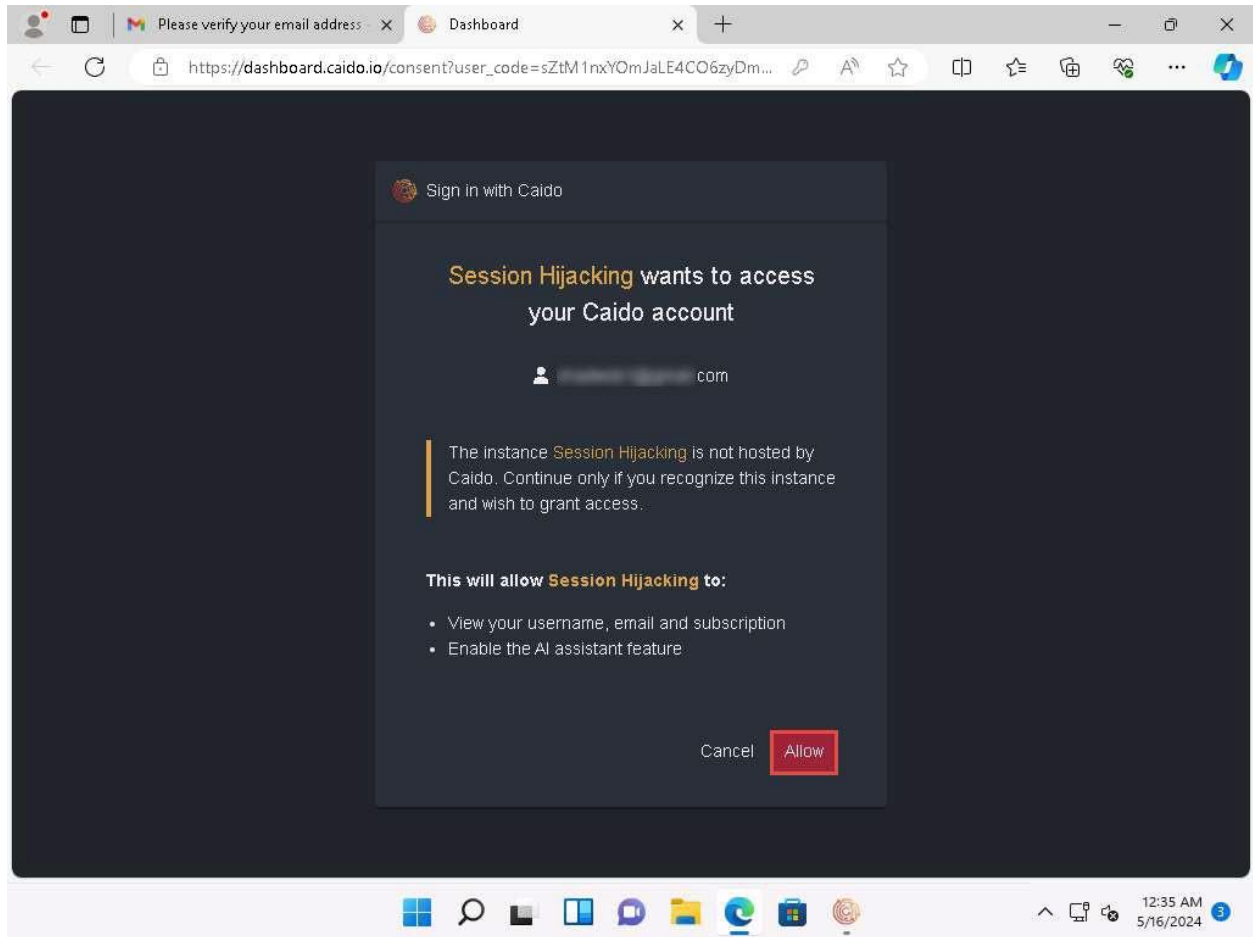 Please verify your email address -
Dashboard
https://dashboard.caido.io/consent?user_code=sZtM1nxYOmJaLE4CO6zyDm...
Sign in with Caido
Session Hijacking wants to access
your Caido account
com
The instance Session Hijacking is not hosted by
Caido. Continue only if you recognize this instance
and wish to grant access.
This will allow Session Hijacking to:
• View your username, email and subscription
• Enable the AI assistant feature
Cancel
Allow
12:35 AM
5/16/2024
3